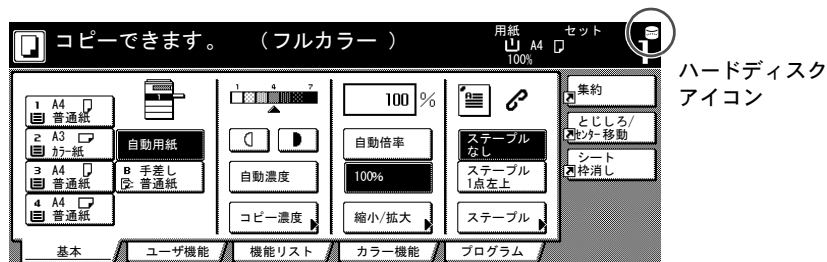 コピーできます。 （フルカラー ）
用紙
A4
100%
セット
1
ハードディスク
アイコン
1 A4
普通紙
2 A3
ｶﾗｰ紙
3 A4
普通紙
4 A4
普通紙
自動用紙
B 手差し
普通紙
1 4 7
自動濃度
コピー濃度
100 %
自動倍率
100%
縮小/拡大
ステープル
なし
ステープル
1点左上
ステープル
集約
とじしろ/
ｾﾝﾀｰ移動
シート
枠消し
基本
ユーザ機能
機能リスト
カラー機能
プログラム